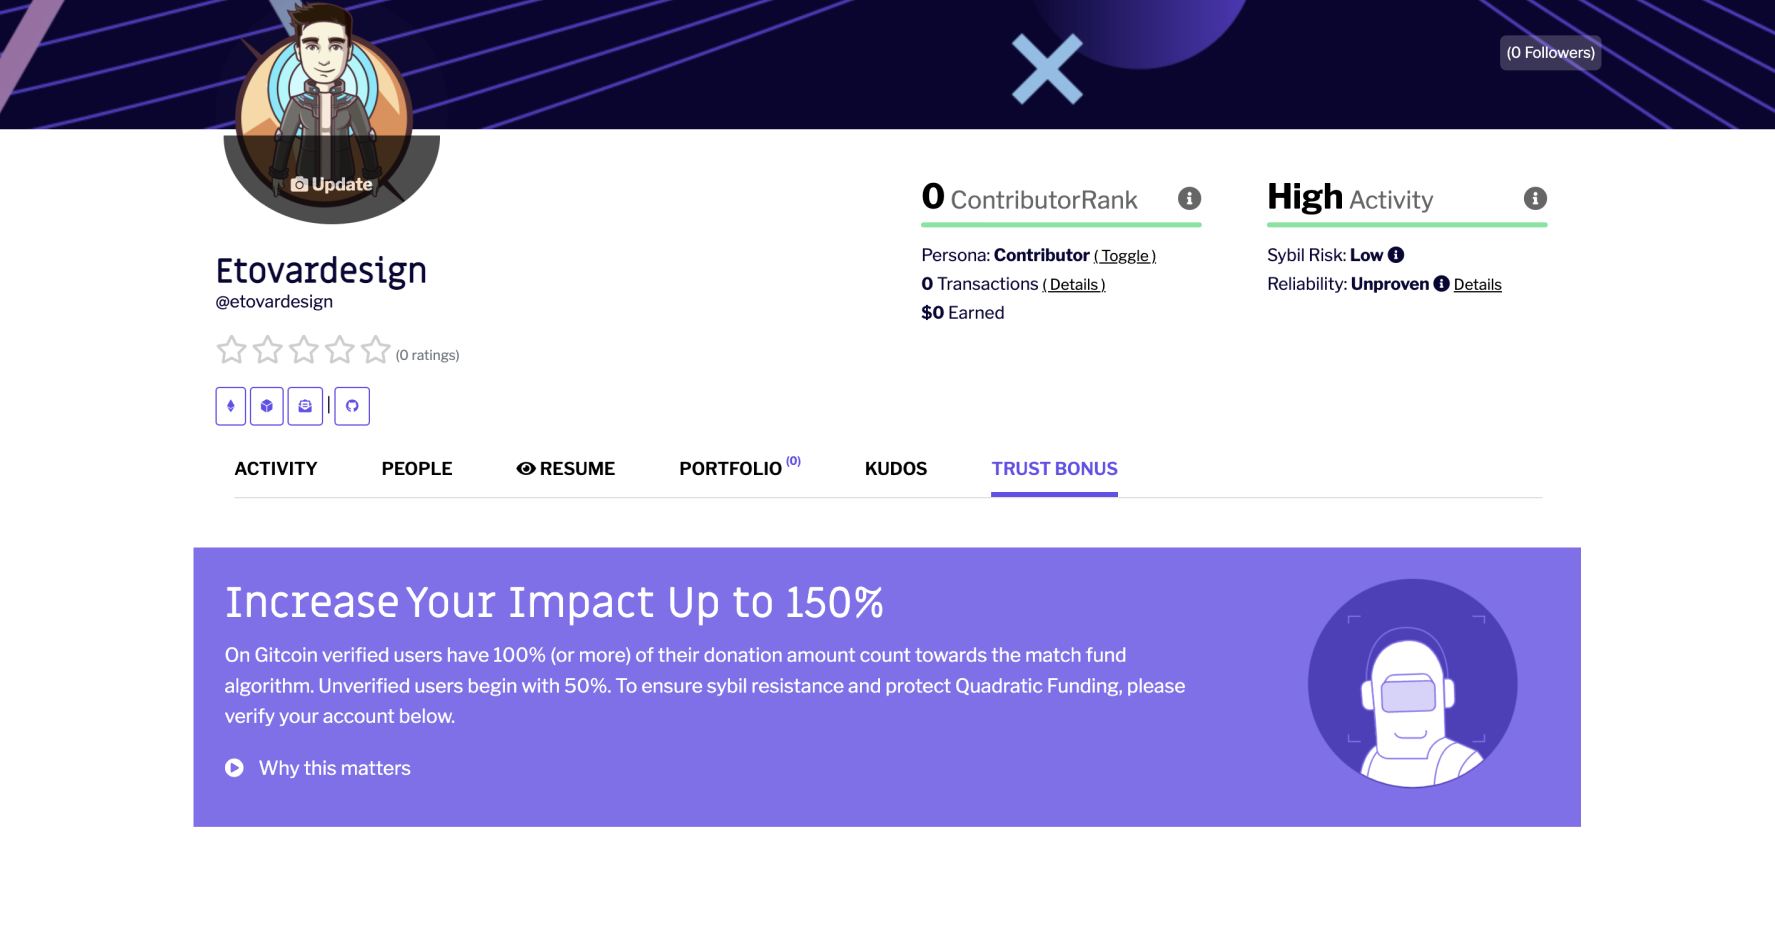 (0 Followers)
Update
0 ContributorRank
High Activity
Persona: Contributor (Toggle)
0 Transactions (Details)
$0 Earned
Sybil Risk: Low
Reliability: Unproven Details
Etovardesign
@etovardesign
(0 ratings)
ACTIVITY PEOPLE RESUME PORTFOLIO (0) KUDOS TRUST BONUS
Increase Your Impact Up to 150%
On Gitcoin verified users have 100% (or more) of their donation amount count towards the match fund
algorithm. Unverified users begin with 50%. To ensure sybil resistance and protect Quadratic Funding, please
verify your account below.
Why this matters